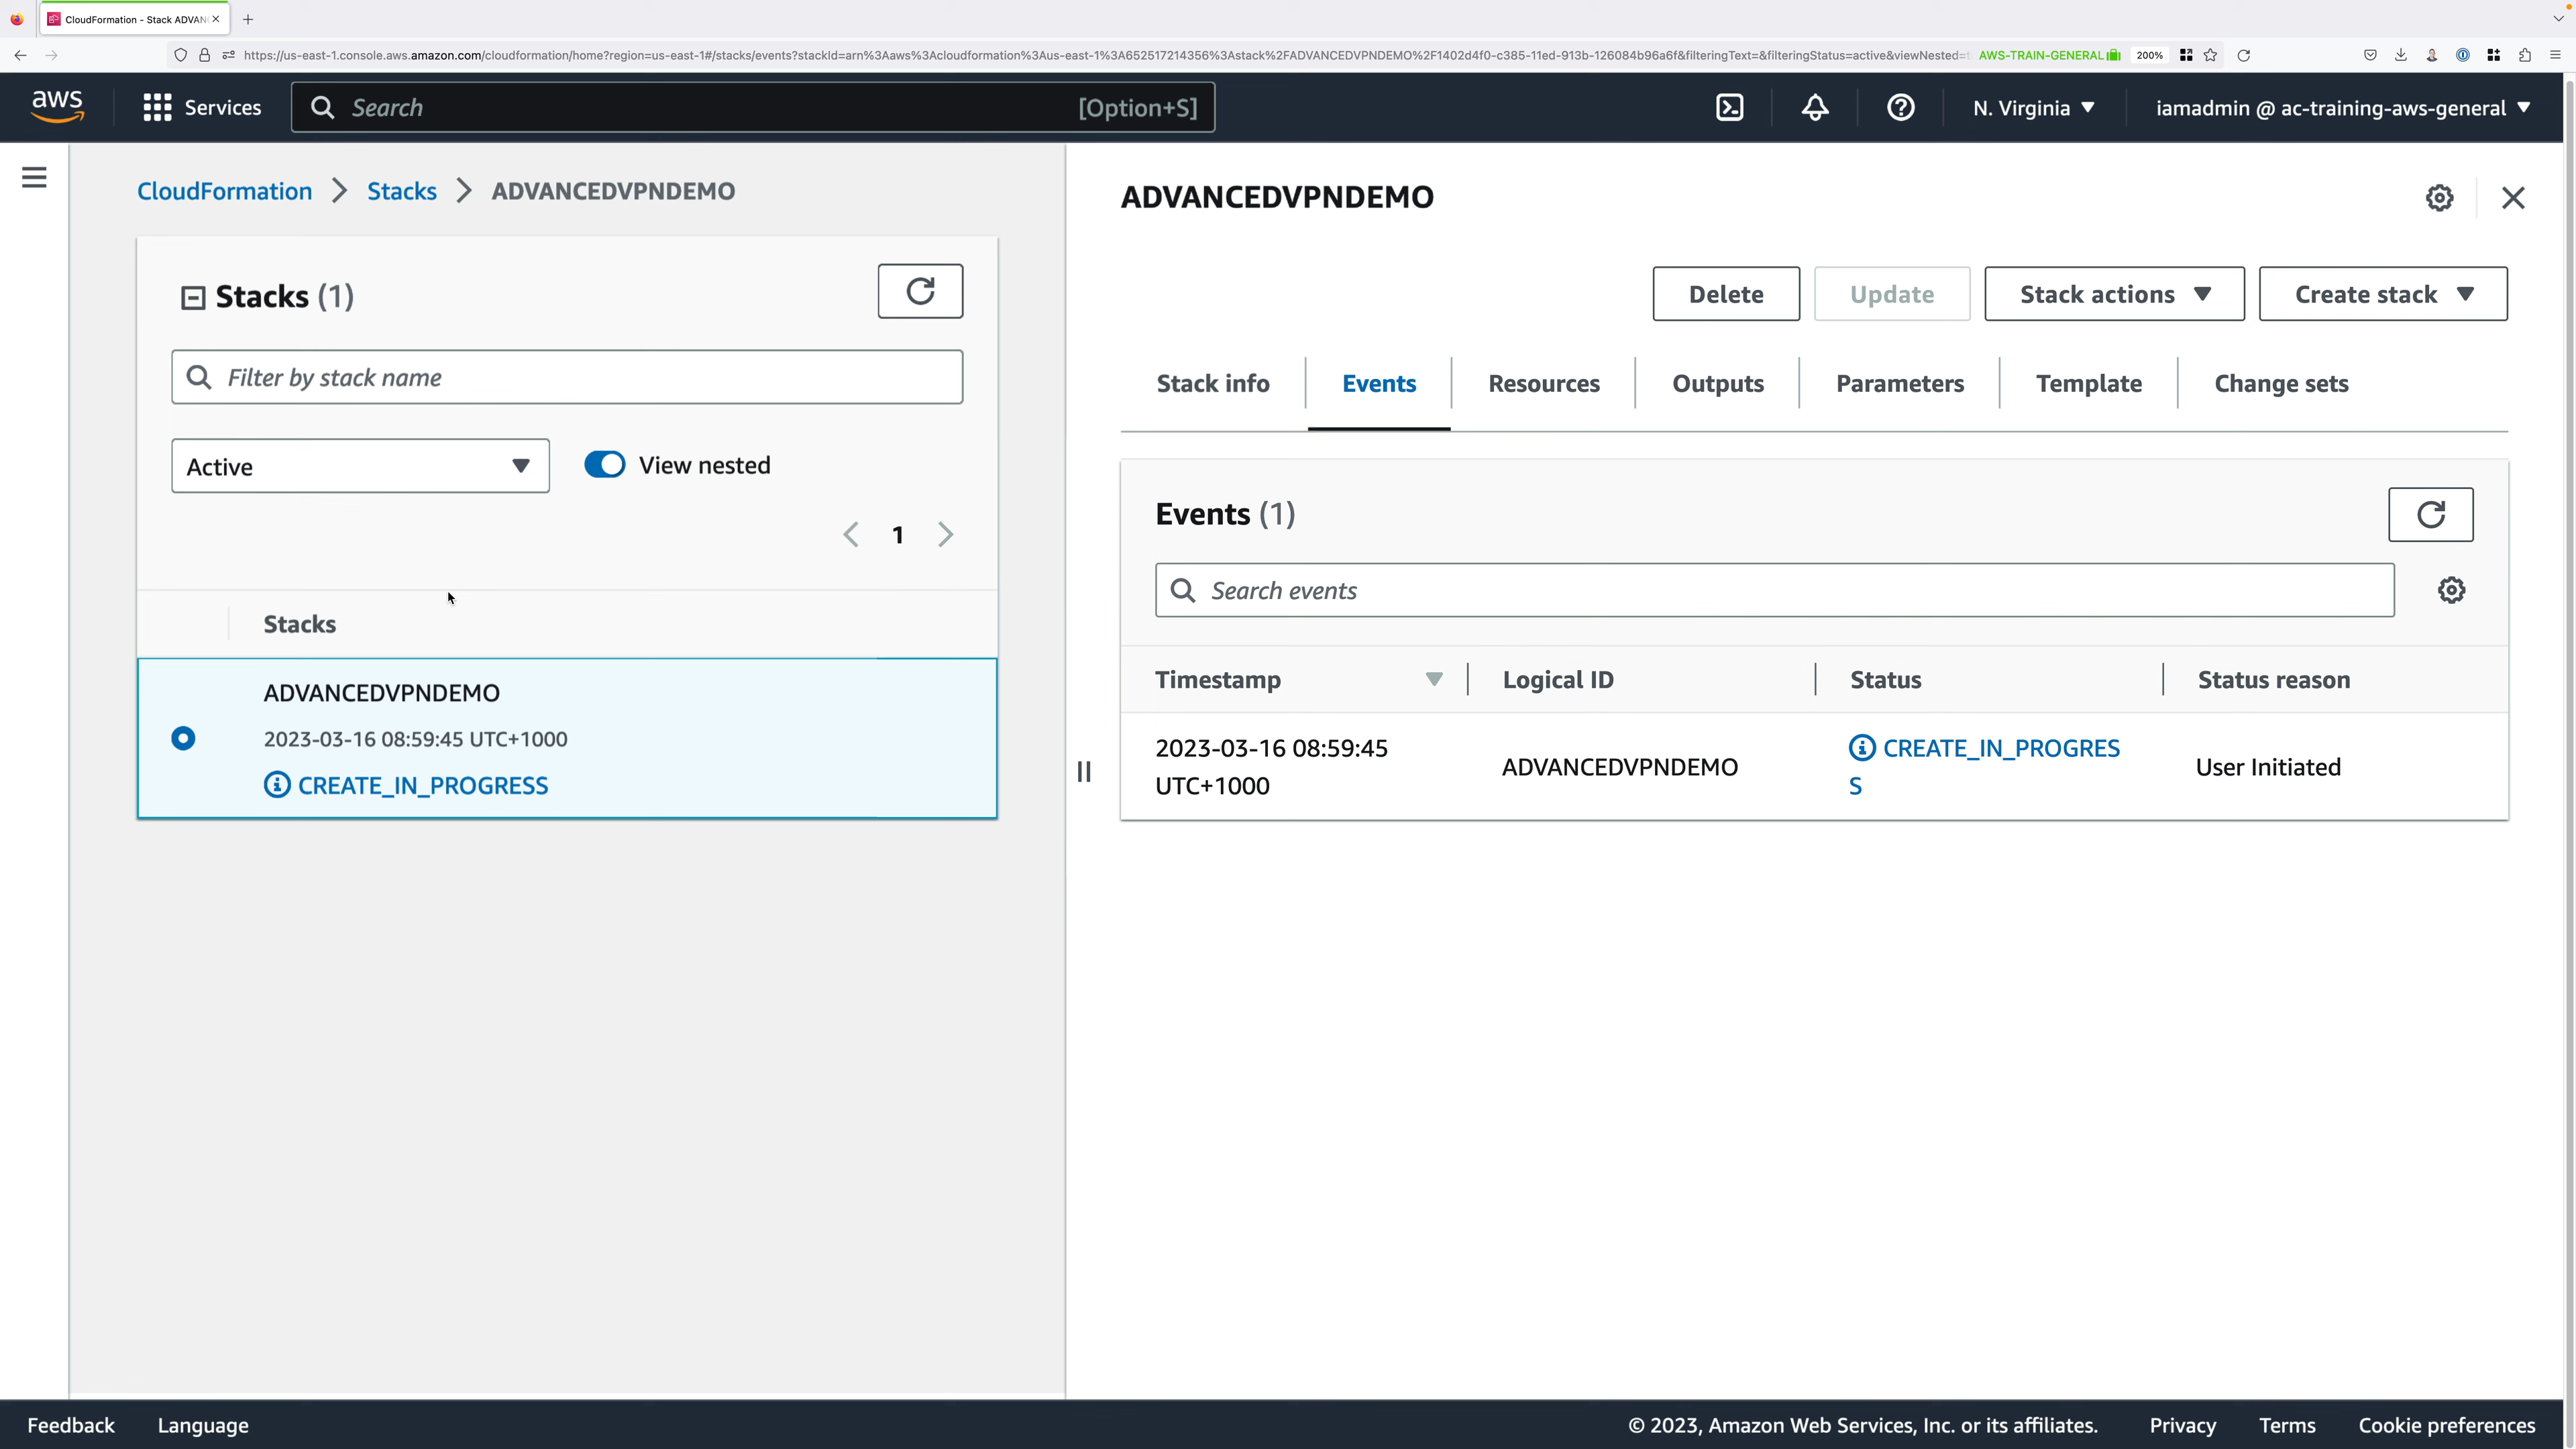 CloudFormation - Stack ADVAN
https://us-east-1.console.aws.amazon.com/cloudformation/home?region=us-east-1#/stacks/events?stackId=arn%3Aaws%3Acloudformation%3Aus-east-1%3A652517214356%3Astack%2FADVANCEDVPNDEMO%2F1402d4f0-c385-11ed-913b-126084b96a6f&filteringText=&filteringStatus=active&viewNested= AWS-TRAIN-GENERAL 200%
aws Services Search [Option+S] N. Virginia iamadmin @ ac-training-aws-general
CloudFormation Stacks ADVANCEDVPNDEMO
Stacks (1)
Filter by stack name
Active View nested
1
Stacks
ADVANCEDVPNDEMO
2023-03-16 08:59:45 UTC+1000
CREATE_IN_PROGRESS
ADVANCEDVPNDEMO
Delete Update Stack actions Create stack
Stack info Events Resources Outputs Parameters Template Change sets
Events (1)
Search events
Timestamp Logical ID Status Status reason
2023-03-16 08:59:45
UTC+1000
ADVANCEDVPNDEMO
CREATE_IN_PROGRES
S
User Initiated
Feedback Language © 2023, Amazon Web Services, Inc. or its affiliates. Privacy Terms Cookie preferences